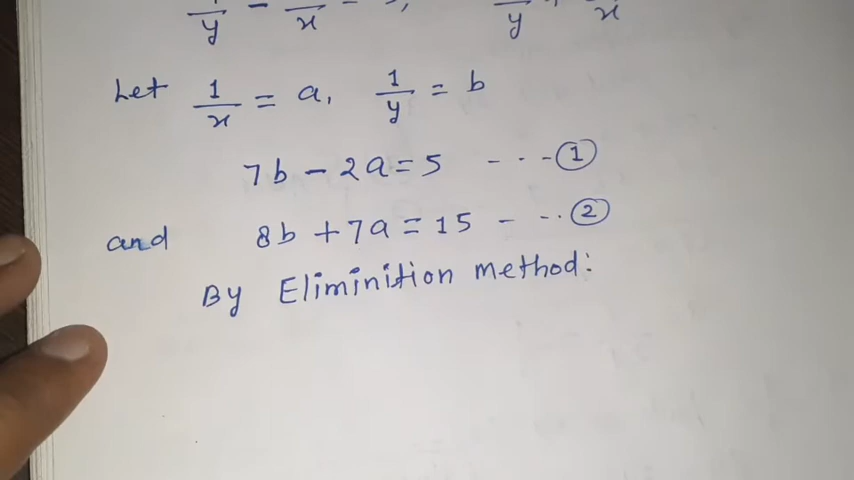 y - x
y x
Let 1/x = a, 1/y = b
7b - 2a = 5 - - - ①
and 8b + 7a = 15 - - - ②
By Eliminition method: